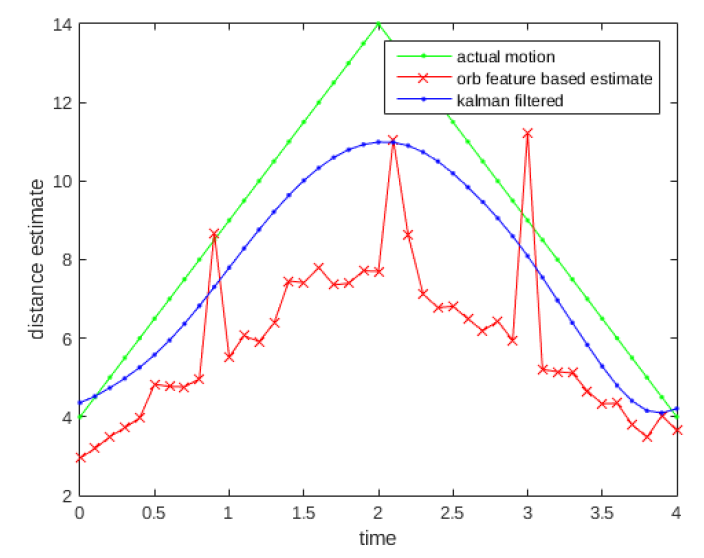 14
12
10
8
6
4
2
distance estimate
actual motion
orb feature based estimate
kalman filtered
0 0.5 1 1.5 2 2.5 3 3.5 4
time